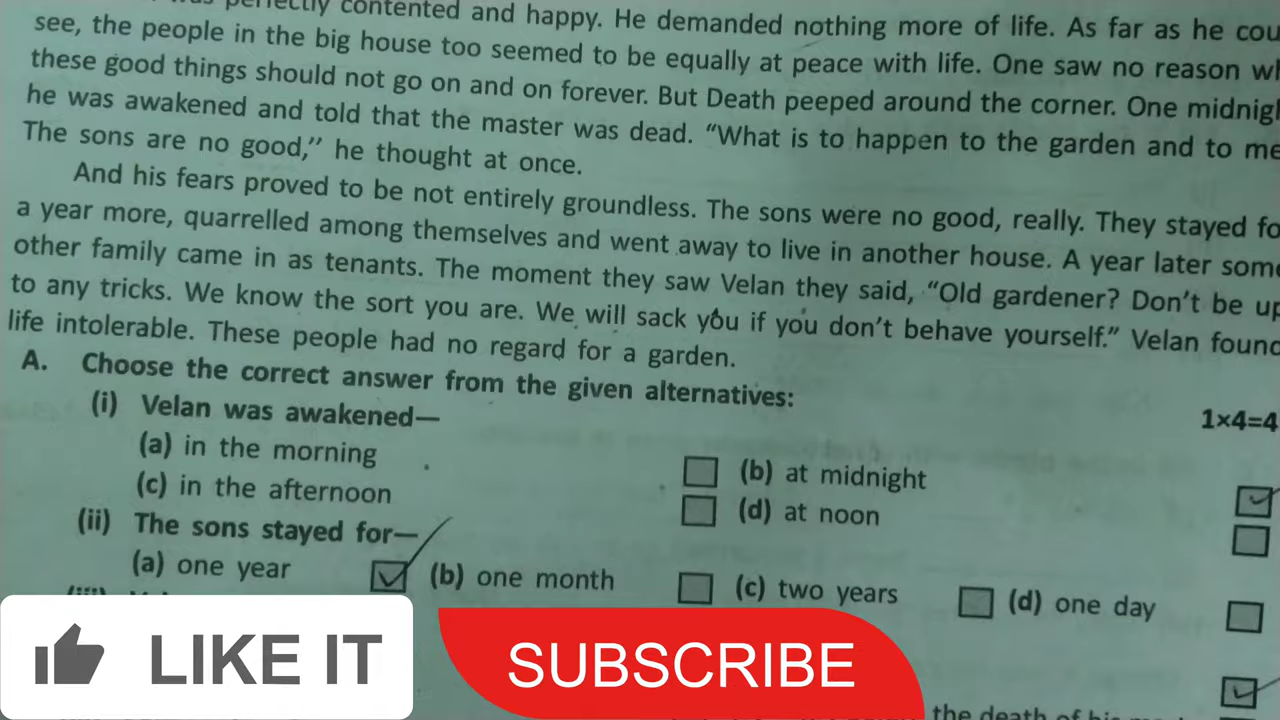 perfectly contented and happy. He demanded nothing more of life. As far as he cou
see, the people in the big house too seemed to be equally at peace with life. One saw no reason wh
these good things should not go on and on forever. But Death peeped around the corner. One midnigh
he was awakened and told that the master was dead. “What is to happen to the garden and to me
The sons are no good,’’ he thought at once.
And his fears proved to be not entirely groundless. The sons were no good, really. They stayed fo
a year more, quarrelled among themselves and went away to live in another house. A year later some
other family came in as tenants. The moment they saw Velan they said, “Old gardener? Don’t be up
to any tricks. We know the sort you are. We will sack you if you don’t behave yourself.” Velan found
life intolerable. These people had no regard for a garden.
A. Choose the correct answer from the given alternatives: 1×4=4
(i) Velan was awakened—
(a) in the morning (b) at midnight
(c) in the afternoon (d) at noon
(ii) The sons stayed for—
(a) one year (b) one month (c) two years (d) one day
LIKE IT
SUBSCRIBE
the death of his